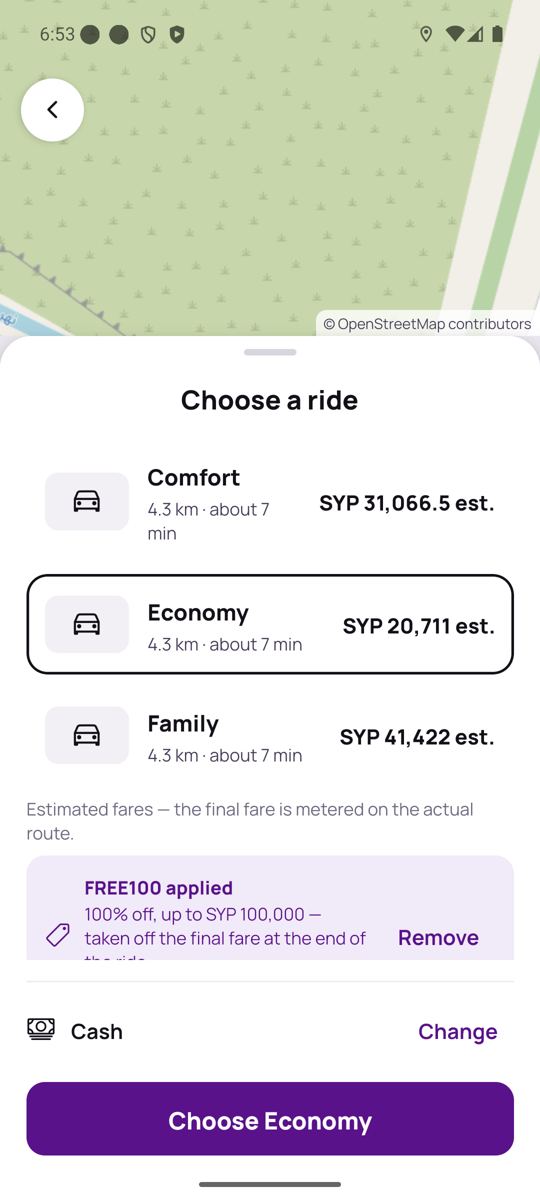 6:53
© OpenStreetMap contributors
Choose a ride
Comfort
4.3 km · about 7
min
SYP 31,066.5 est.
Economy
4.3 km · about 7 min
SYP 20,711 est.
Family
4.3 km · about 7 min
SYP 41,422 est.
Estimated fares — the final fare is metered on the actual
route.
FREE100 applied
100% off, up to SYP 100,000 —
taken off the final fare at the end of
the ride.
Remove
Cash
Change
Choose Economy